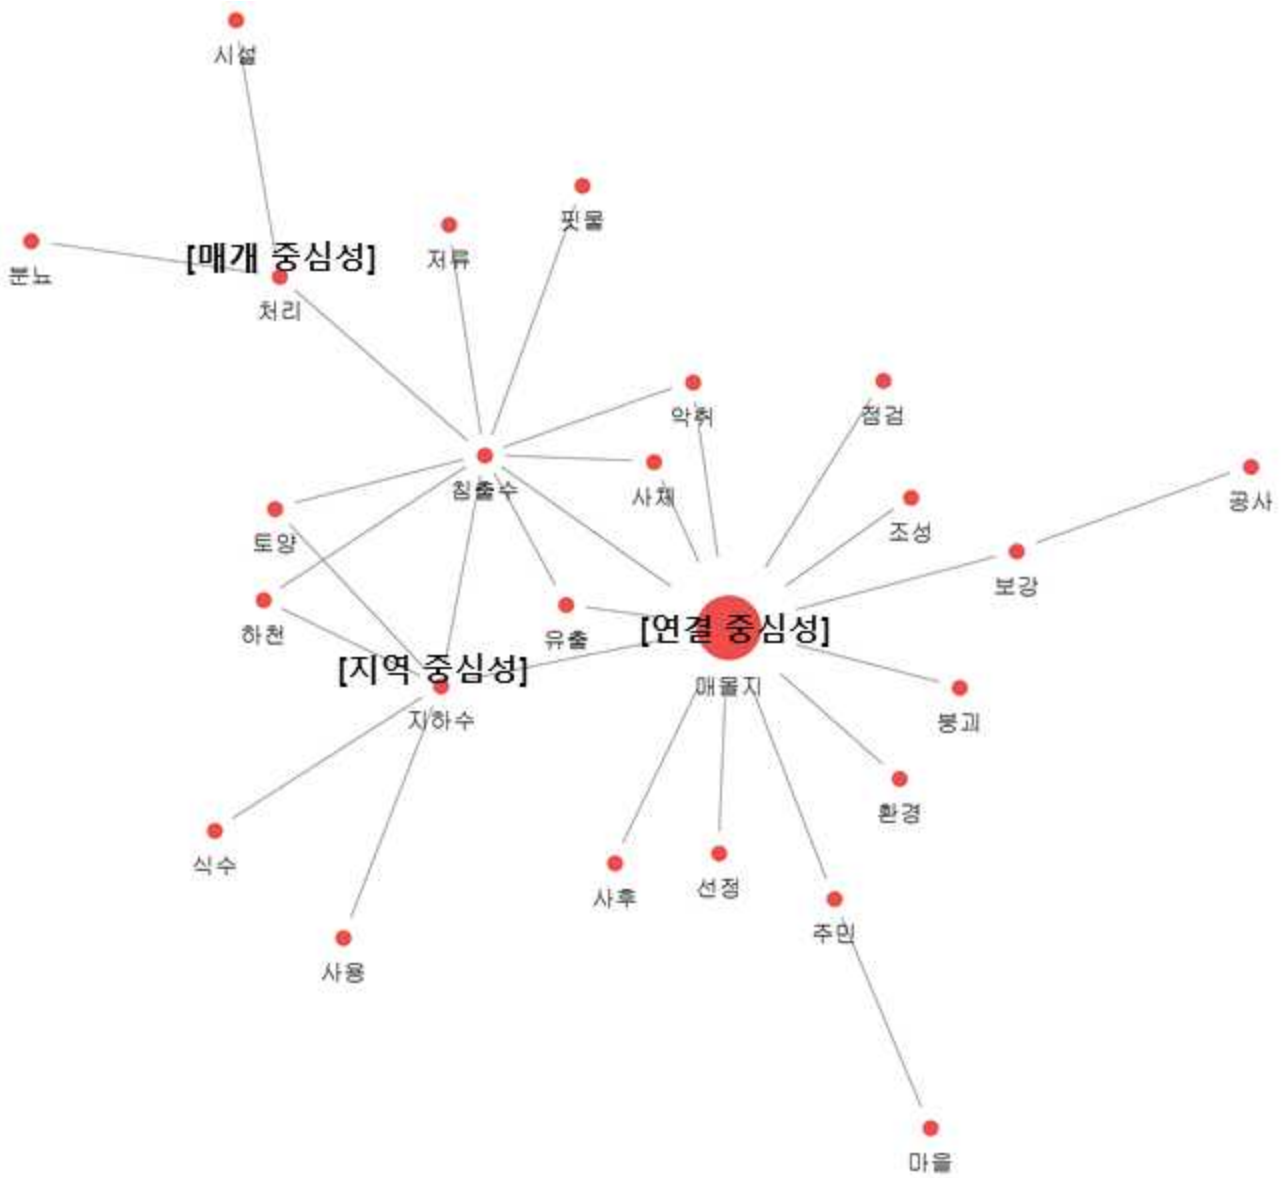 시설
핏물
저류
분뇨
[매개 중심성]
처리
악취
점검
침출수
사체
공사
조성
토양
보강
하천
유출
[연결 중심성]
[지역 중심성]
매몰지
지하수
붕괴
환경
식수
사후
선정
주민
사용
마을